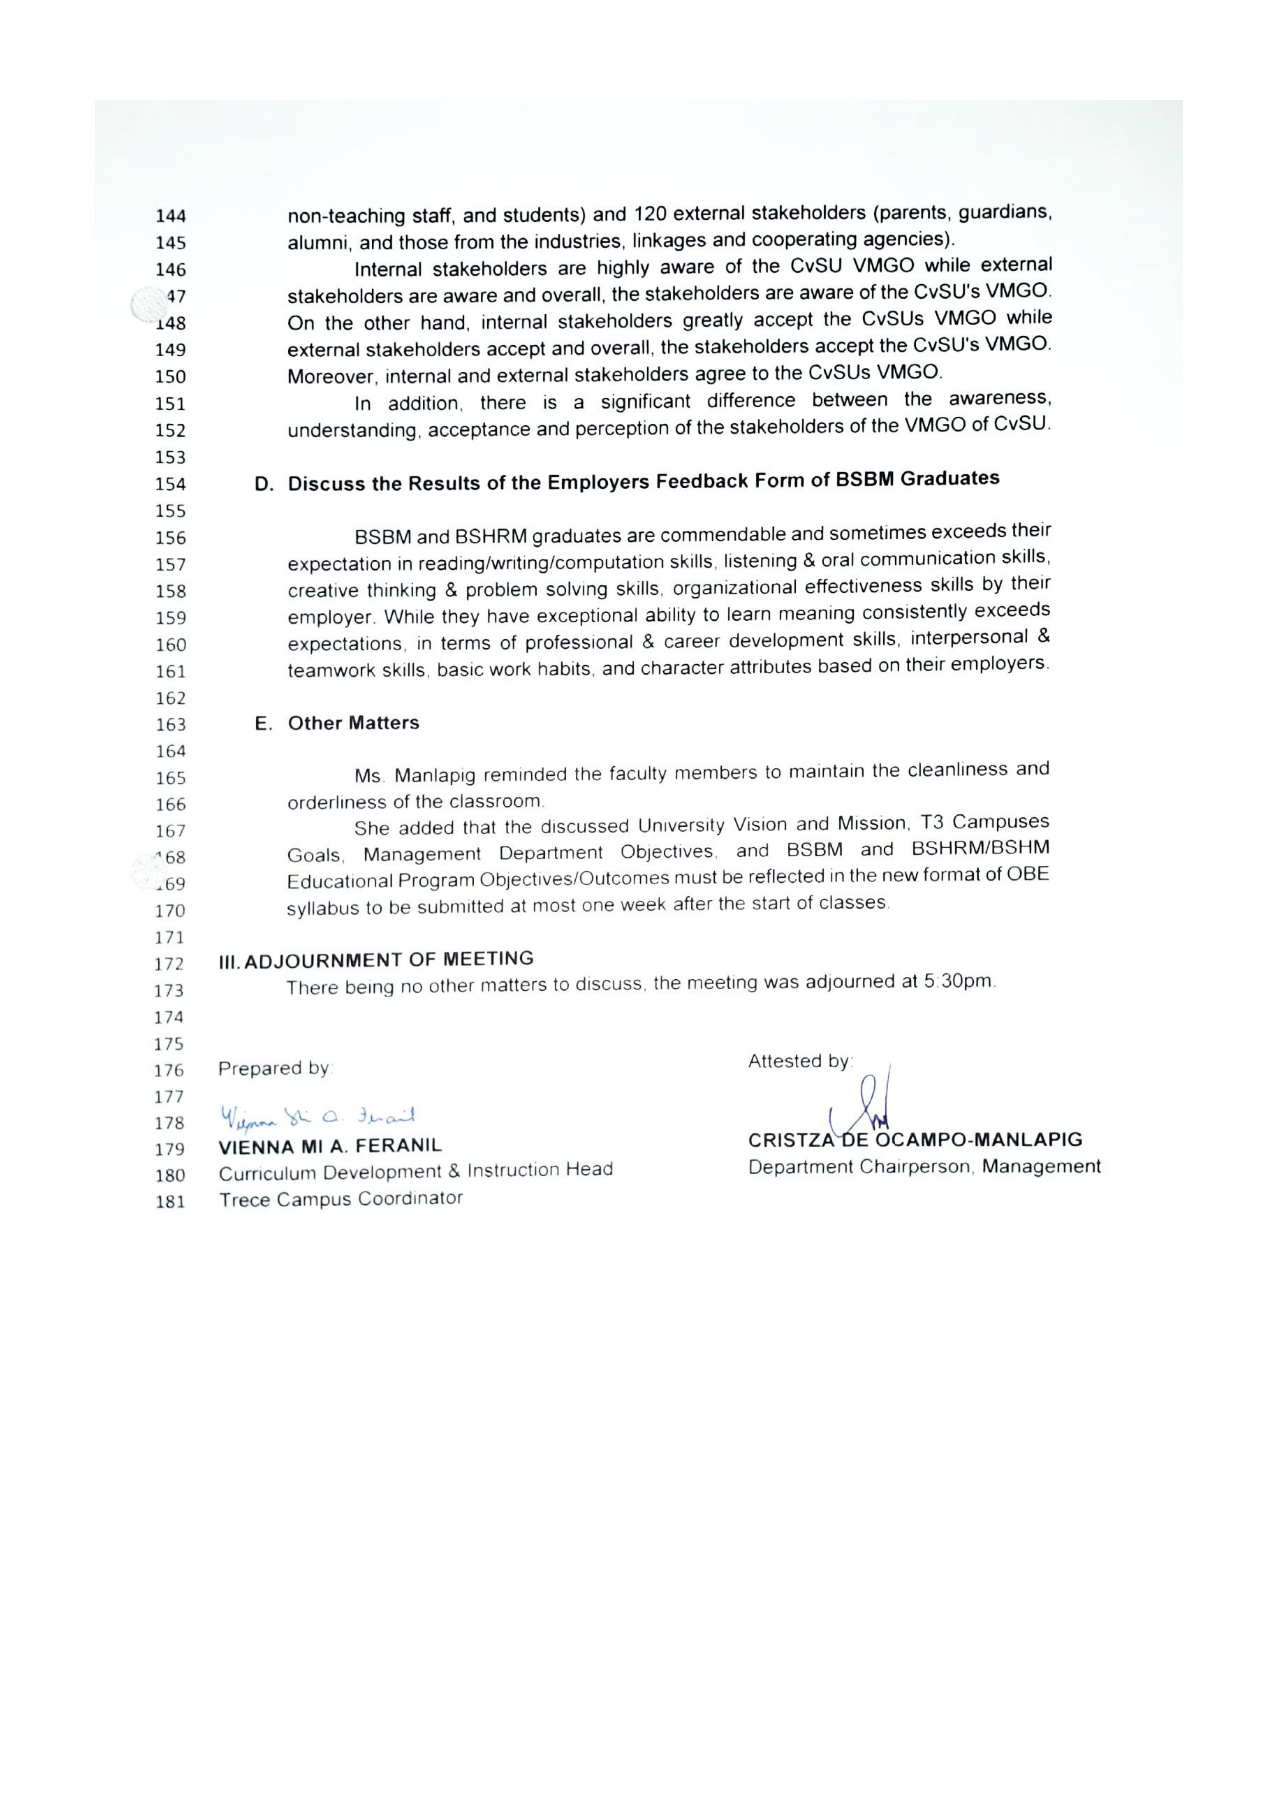 144 non-teaching staff, and students) and 120 external stakeholders (parents, guardians,
145 alumni, and those from the industries, linkages and cooperating agencies).
146 Internal stakeholders are highly aware of the CvSU VMGO while external
47 stakeholders are aware and overall, the stakeholders are aware of the CvSU's VMGO.
148 On the other hand, internal stakeholders greatly accept the CvSUs VMGO while
149 external stakeholders accept and overall, the stakeholders accept the CvSU's VMGO.
150 Moreover, internal and external stakeholders agree to the CvSUs VMGO.
151 In addition, there is a significant difference between the awareness,
152 understanding, acceptance and perception of the stakeholders of the VMGO of CvSU.
153
154 D. Discuss the Results of the Employers Feedback Form of BSBM Graduates
155
156 BSBM and BSHRM graduates are commendable and sometimes exceeds their
157 expectation in reading/writing/computation skills, listening & oral communication skills,
158 creative thinking & problem solving skills, organizational effectiveness skills by their
159 employer. While they have exceptional ability to learn meaning consistently exceeds
160 expectations, in terms of professional & career development skills, interpersonal &
161 teamwork skills, basic work habits, and character attributes based on their employers.
162
163 E. Other Matters
164
165 Ms. Manlapig reminded the faculty members to maintain the cleanliness and
166 orderliness of the classroom.
167 She added that the discussed University Vision and Mission, T3 Campuses
168 Goals, Management Department Objectives, and BSBM and BSHRM/BSHM
169 Educational Program Objectives/Outcomes must be reflected in the new format of OBE
170 syllabus to be submitted at most one week after the start of classes.
171
172 III. ADJOURNMENT OF MEETING
173 There being no other matters to discuss, the meeting was adjourned at 5:30pm.
174
175
176 Prepared by: Attested by:
177
178 
179 VIENNA MI A. FERANIL CRISTZA DE OCAMPO-MANLAPIG
180 Curriculum Development & Instruction Head Department Chairperson, Management
181 Trece Campus Coordinator